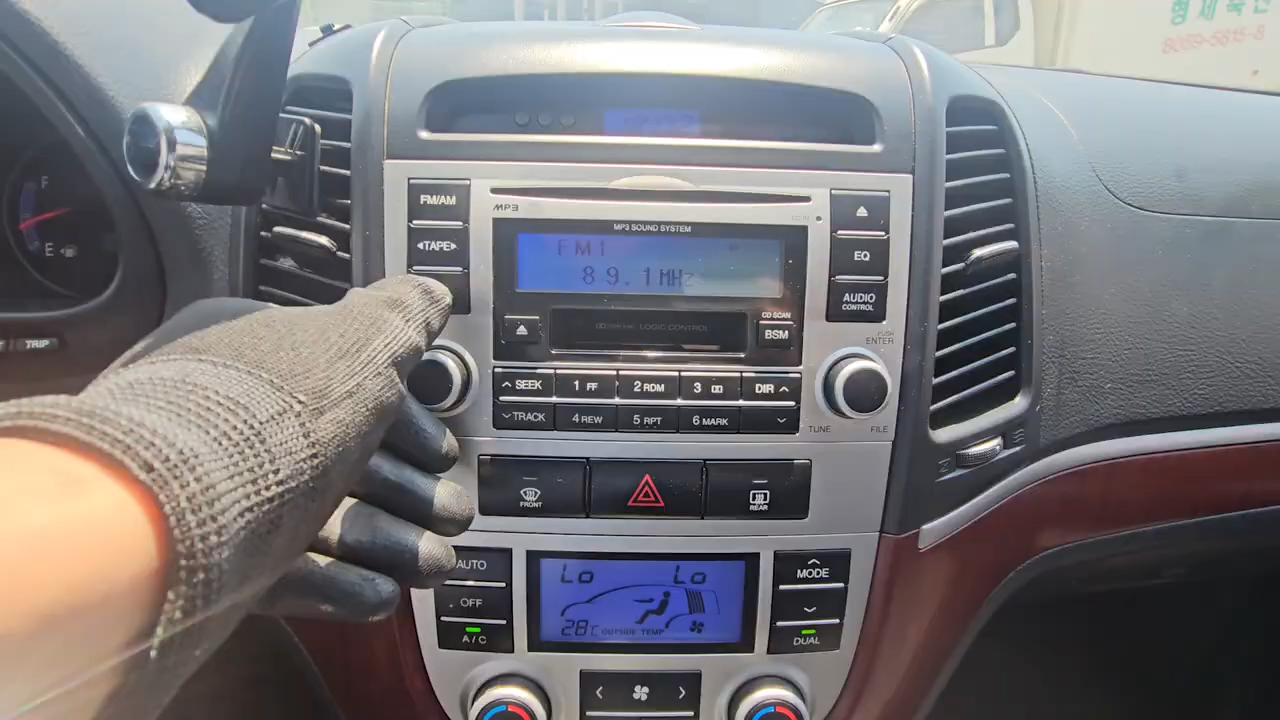 8069-5815-8
F
E
TRIP
FM/AM
TAPE
MP3
MP3 SOUND SYSTEM
FM1
89.1MHz
LOGIC CONTROL
CD SCAN
BSM
EQ
AUDIO
CONTROL
PUSH
ENTER
SEEK
1 FF
2 RDM
3
DIR
TRACK
4 REW
5 RPT
6 MARK
TUNE
FILE
FRONT
REAR
AUTO
OFF
A/C
Lo
Lo
28℃ OUTSIDE TEMP
MODE
DUAL